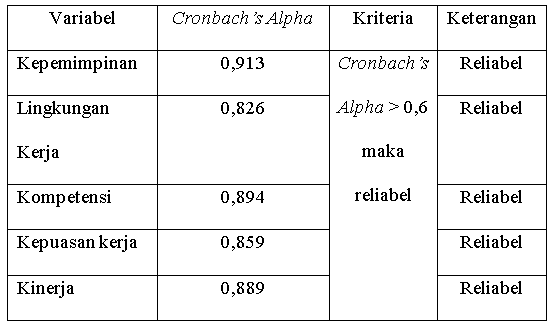 Variabel Cronbach's Alpha Kriteria Keterangan
Kepemimpinan 0,913 Cronbach's Reliabel
Lingkungan 0,826 Alpha > 0,6 Reliabel
Kerja maka
Kompetensi 0,894 reliabel Reliabel
Kepuasan kerja 0,859 Reliabel
Kinerja 0,889 Reliabel